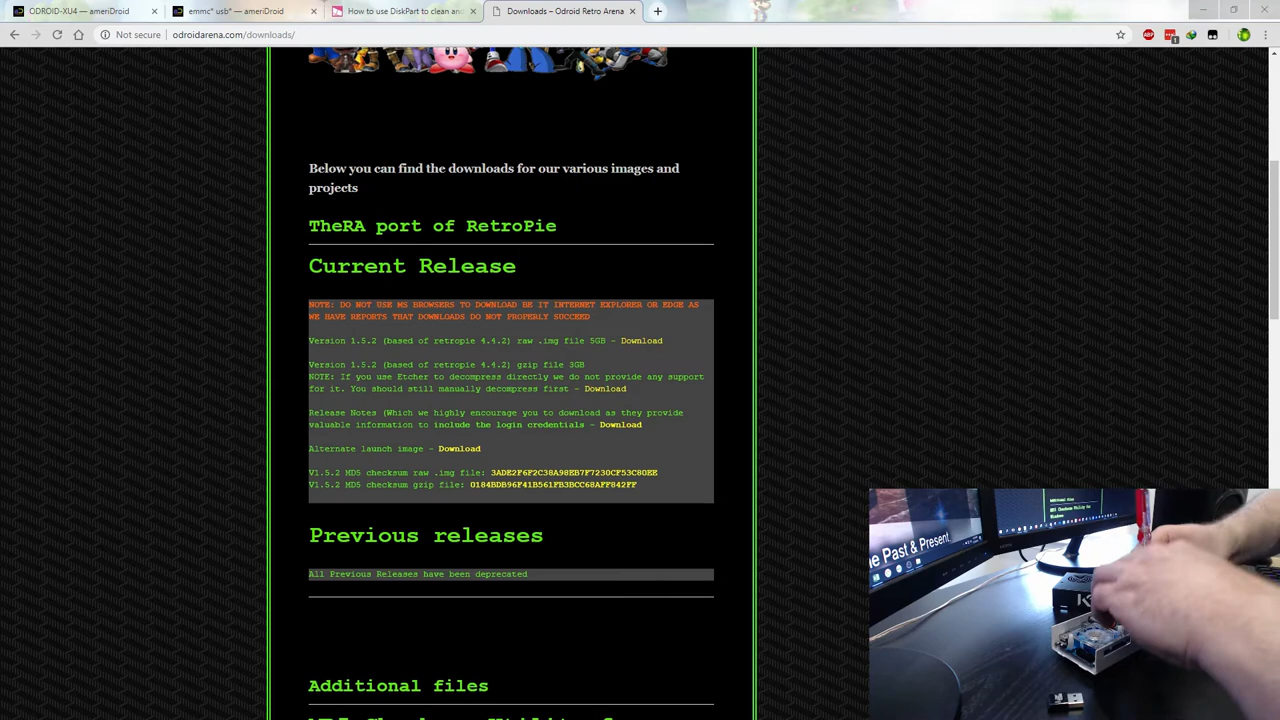 ODROID-XU4 — ameriDroid
emmc* usb* — ameriDroid
How to use DiskPart to clean and
Downloads – Odroid Retro Arena
Not secure
odroidarena.com/downloads/
Below you can find the downloads for our various images and
projects
TheRA port of RetroPie
Current Release
NOTE: DO NOT USE MS BROWSERS TO DOWNLOAD BE IT INTERNET EXPLORER OR EDGE AS
WE HAVE REPORTS THAT DOWNLOADS DO NOT PROPERLY SUCCEED
Version 1.5.2 (based of retropie 4.4.2) raw .img file 5GB – Download
Version 1.5.2 (based of retropie 4.4.2) gzip file 3GB
NOTE: If you use Etcher to decompress directly we do not provide any support
for it. You should still manually decompress first – Download
Release Notes (Which we highly encourage you to download as they provide
valuable information to include the login credentials – Download
Alternate launch image – Download
V1.5.2 MD5 checksum raw .img file: 3ADE2F6F2C38A98EB7F7230CF53C80EE
V1.5.2 MD5 checksum gzip file: 0184BDB96F41B561FB3BCC68AFF842FF
Previous releases
All Previous Releases have been deprecated
Additional files
ne Past & Present.